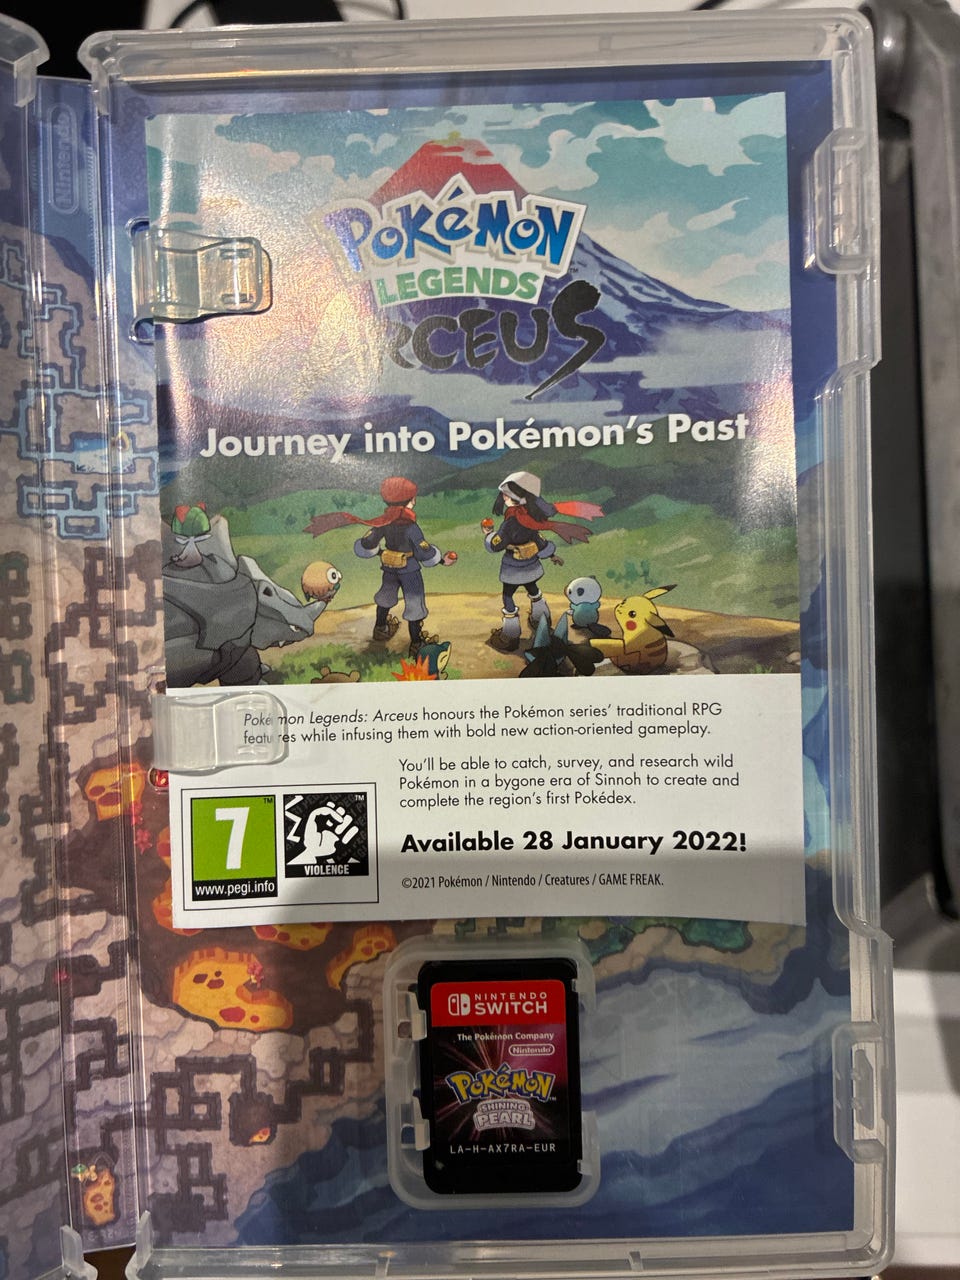 Nintendo
POKéMON
LEGENDS
ARCEUS
Journey into Pokémon's Past
Pokémon Legends: Arceus honours the Pokémon series' traditional RPG
features while infusing them with bold new action-oriented gameplay.
You'll be able to catch, survey, and research wild
Pokémon in a bygone era of Sinnoh to create and
complete the region's first Pokédex.
7
www.pegi.info
VIOLENCE
Available 28 January 2022!
©2021 Pokémon / Nintendo / Creatures / GAME FREAK.
NINTENDO
SWITCH
The Pokémon Company
Nintendo
POKéMON
SHINING
PEARL
LA-H-AX7RA-EUR